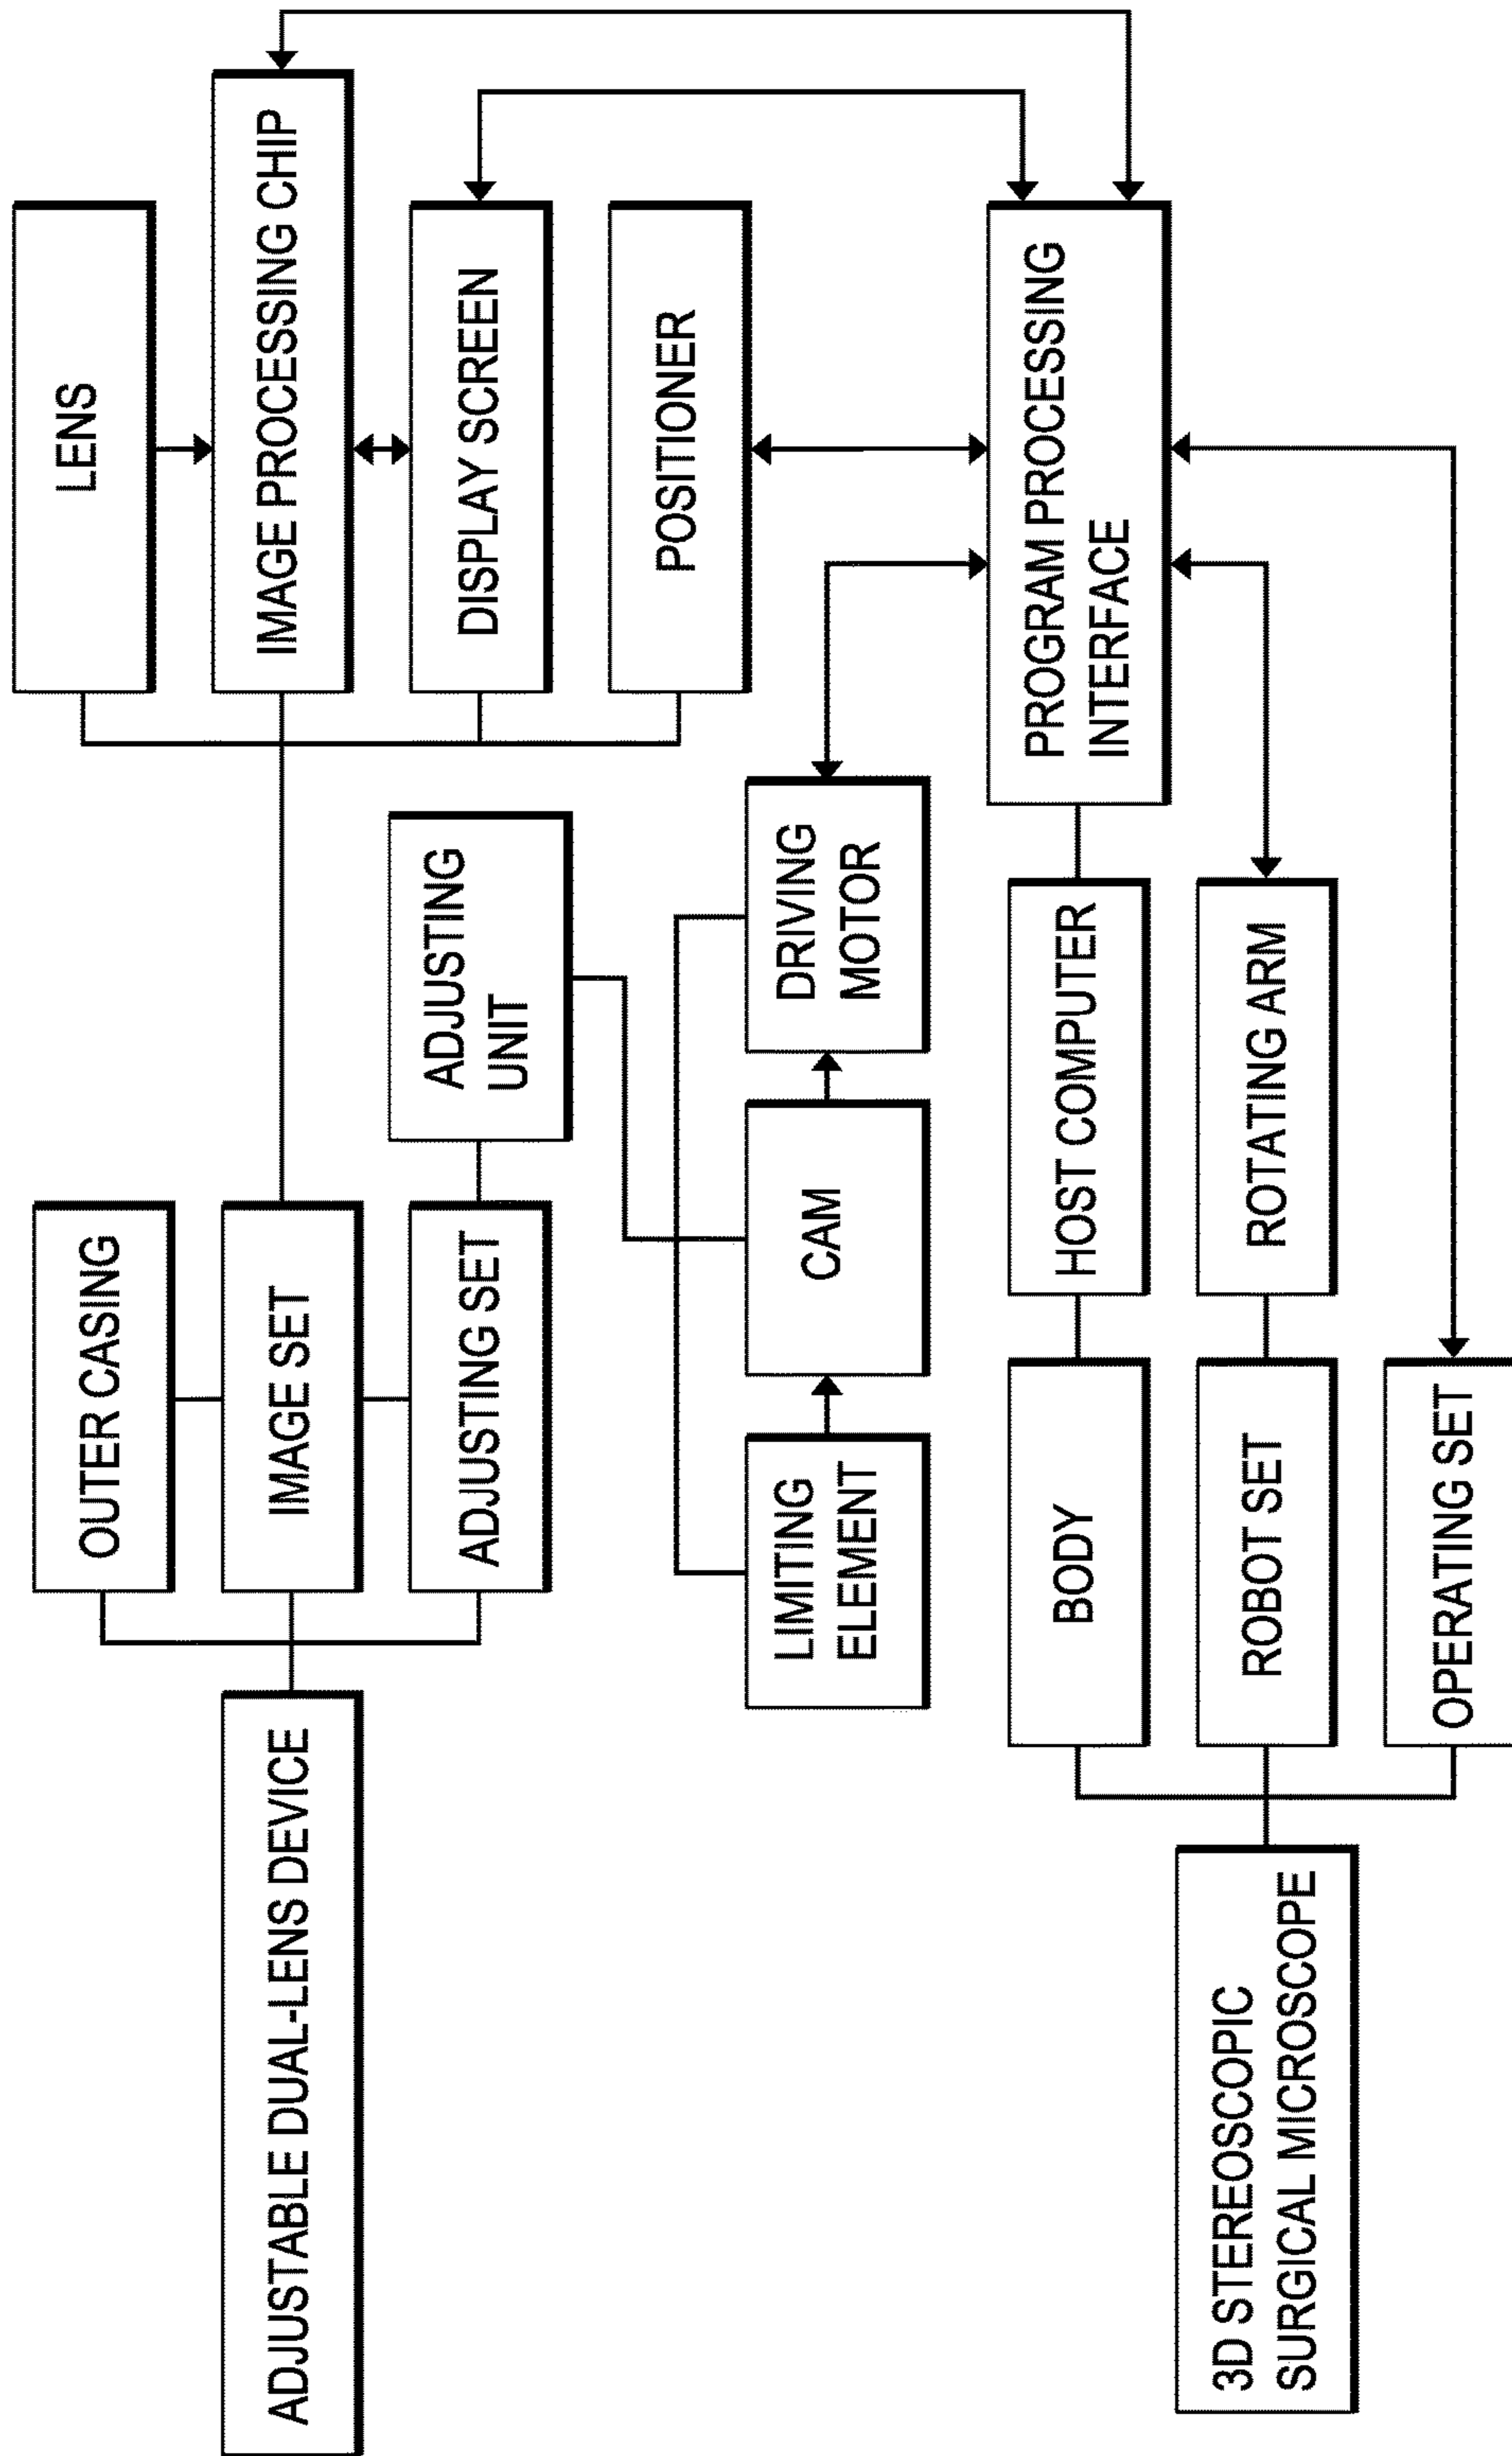 OUTER CASING
LENS
ADJUSTABLE DUAL-LENS DEVICE
IMAGE SET
IMAGE PROCESSING CHIP
ADJUSTING SET
ADJUSTING
UNIT
DISPLAY SCREEN
POSITIONER
LIMITING
ELEMENT
CAM
DRIVING
MOTOR
BODY
HOST COMPUTER
PROGRAM PROCESSING
INTERFACE
3D STEREOSCOPIC
SURGICAL MICROSCOPE
ROBOT SET
ROTATING ARM
OPERATING SET